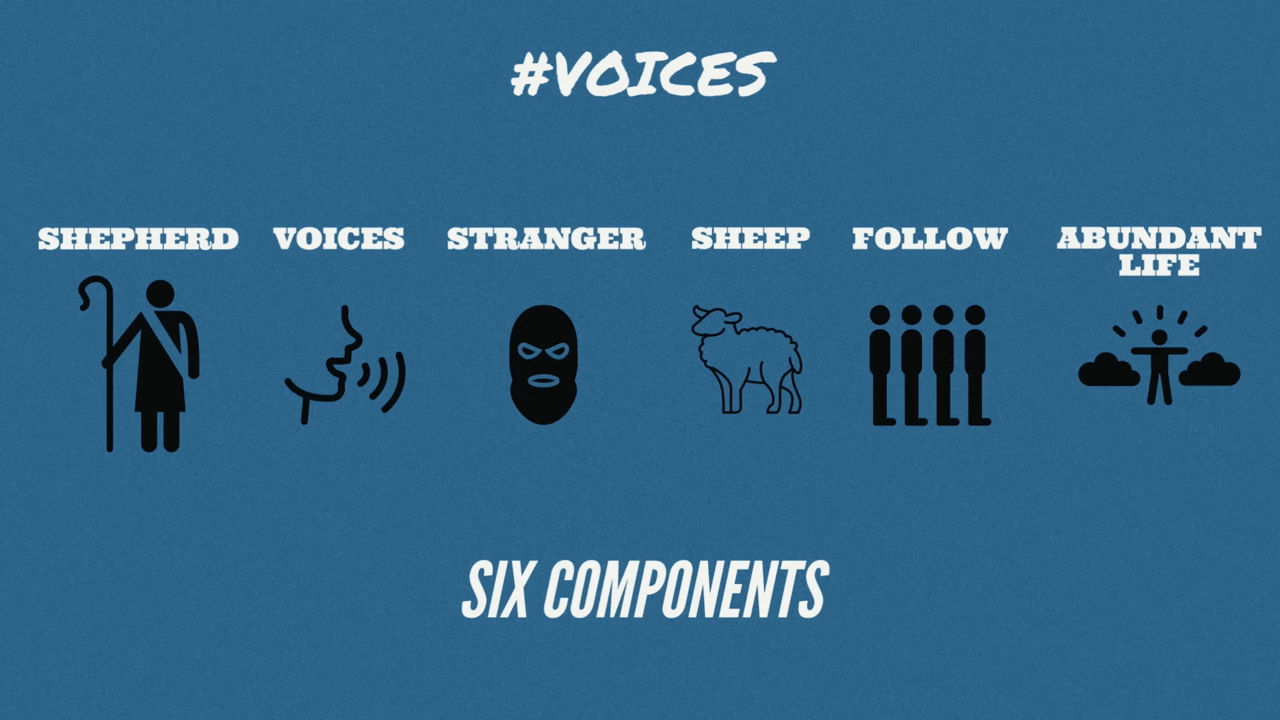 #VOICES
SHEPHERD
VOICES
STRANGER
SHEEP
FOLLOW
ABUNDANT
LIFE
SIX COMPONENTS